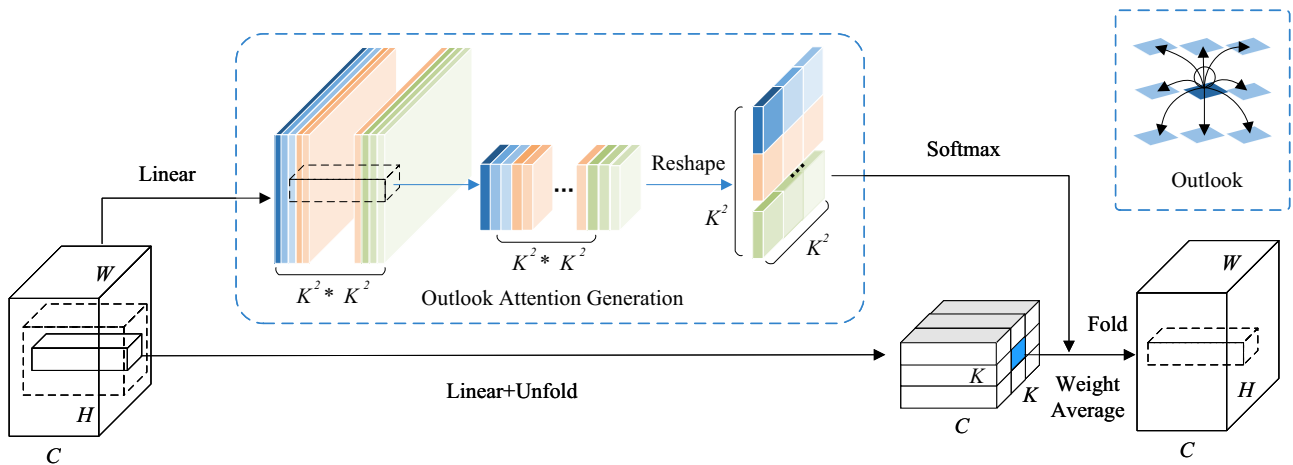 Linear
K² * K²
K² * K²
Reshape
K²
K²
Outlook Attention Generation
Softmax
Outlook
W
H
C
Linear+Unfold
K
K
C
Fold
Weight
Average
W
H
C